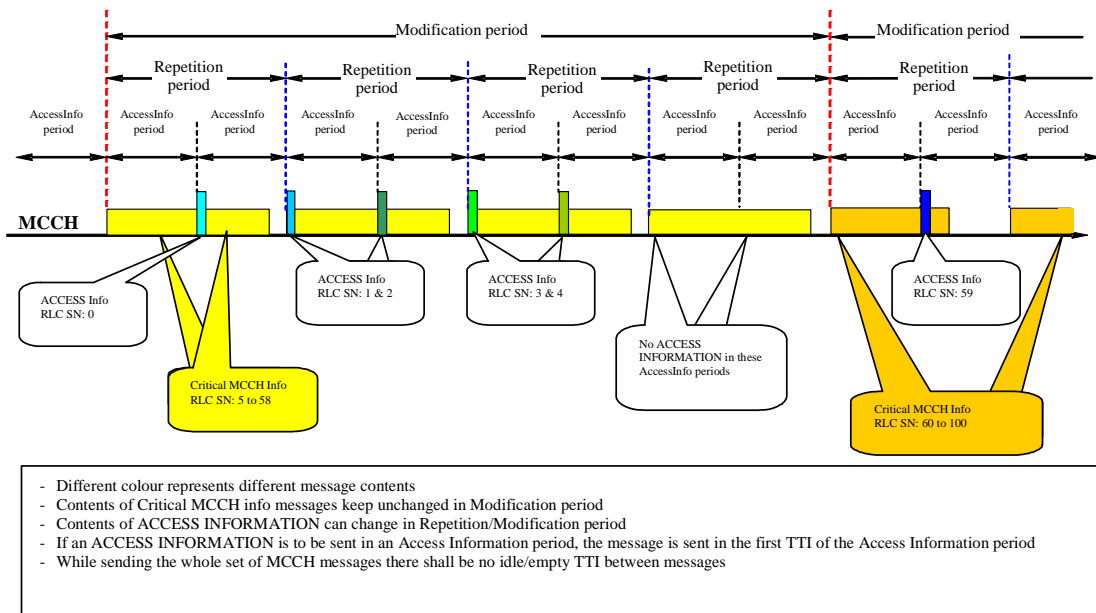 Modification period
Modification period
Repetition
period
Repetition
period
Repetition
period
Repetition
period
Repetition
period
AccessInfo
period
AccessInfo
period
AccessInfo
period
AccessInfo
period
AccessInfo
period
AccessInfo
period
AccessInfo
period
AccessInfo
period
AccessInfo
period
AccessInfo
period
AccessInfo
period
AccessInfo
period
MCCH
ACCESS Info
RLC SN: 0
ACCESS Info
RLC SN: 1 & 2
ACCESS Info
RLC SN: 3 & 4
ACCESS Info
RLC SN: 59
No ACCESS
INFORMATION in these
AccessInfo periods
Critical MCCH Info
RLC SN: 5 to 58
Critical MCCH Info
RLC SN: 60 to 100
- Different colour represents different message contents
- Contents of Critical MCCH info messages keep unchanged in Modification period
- Contents of ACCESS INFORMATION can change in Repetition/Modification period
- If an ACCESS INFORMATION is to be sent in an Access Information period, the message is sent in the first TTI of the Access Information period
- While sending the whole set of MCCH messages there shall be no idle/empty TTI between messages